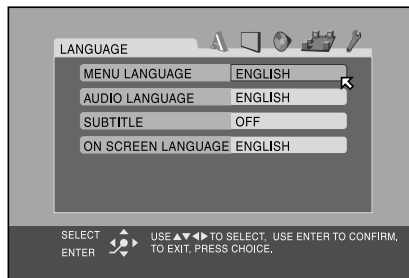 LANGUAGE
MENU LANGUAGE ENGLISH
AUDIO LANGUAGE ENGLISH
SUBTITLE OFF
ON SCREEN LANGUAGE ENGLISH
SELECT
ENTER
USE ▲▼◀▶ TO SELECT, USE ENTER TO CONFIRM,
TO EXIT, PRESS CHOICE.